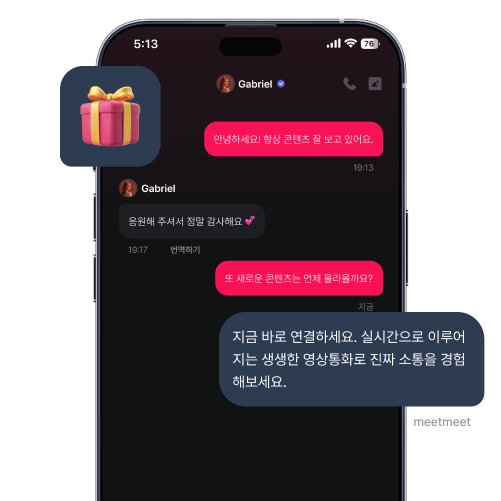 5:13
76
Gabriel
안녕하세요! 항상 콘텐츠 잘 보고 있어요.
19:13
Gabriel
응원해 주셔서 정말 감사해요 💕
19:17 번역하기
또 새로운 콘텐츠는 언제 올라올까요?
지금
지금 바로 연결하세요. 실시간으로 이루어
지는 생생한 영상통화로 진짜 소통을 경험
해보세요.
meetmeet